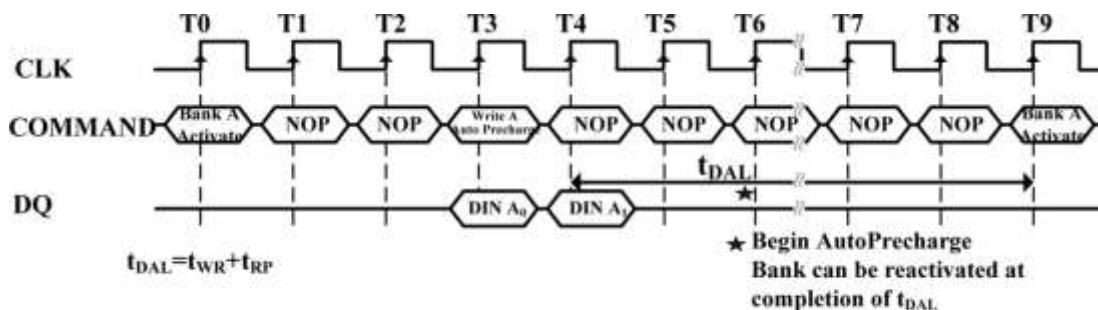 T0 T1 T2 T3 T4 T5 T6 T7 T8 T9
CLK
COMMAND Bank A Activate NOP NOP Write A Auto Precharge NOP NOP NOP NOP NOP Bank A Activate
tDAL
DQ DIN A0 DIN A1
★ Begin AutoPrecharge
tDAL=tWR+tRP
Bank can be reactivated at
completion of tDAL